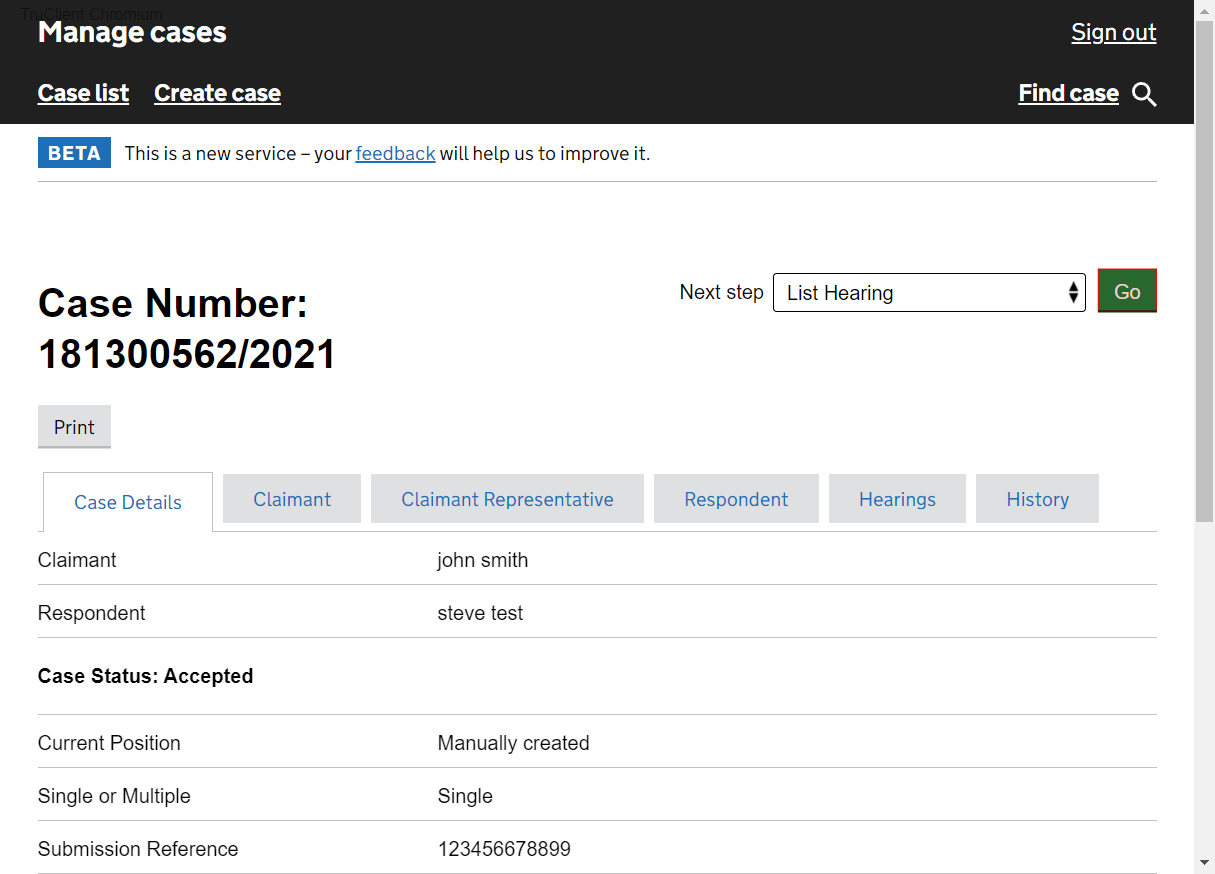 TruClient Chromium
Manage cases
Sign out
Case list Create case
Find case
BETA This is a new service – your feedback will help us to improve it.
Case Number:
181300562/2021
Next step List Hearing Go
Print
Case Details Claimant Claimant Representative Respondent Hearings History
Claimant john smith
Respondent steve test
Case Status: Accepted
Current Position Manually created
Single or Multiple Single
Submission Reference 123456678899